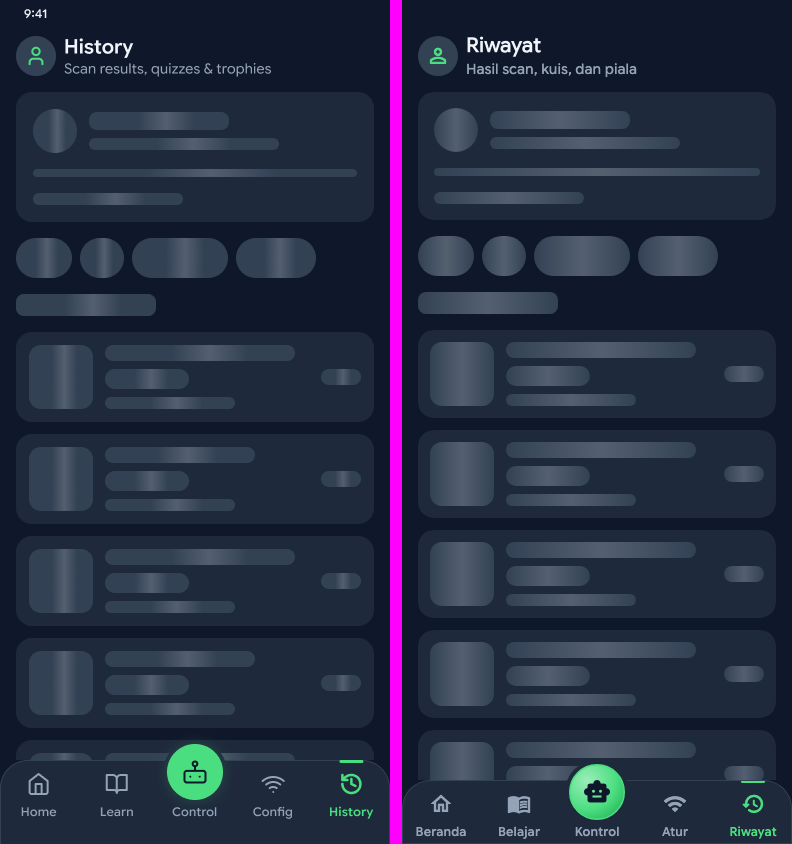 9:41
History
Scan results, quizzes & trophies
Home
Learn
Control
Config
History
Riwayat
Hasil scan, kuis, dan piala
Beranda
Belajar
Kontrol
Atur
Riwayat